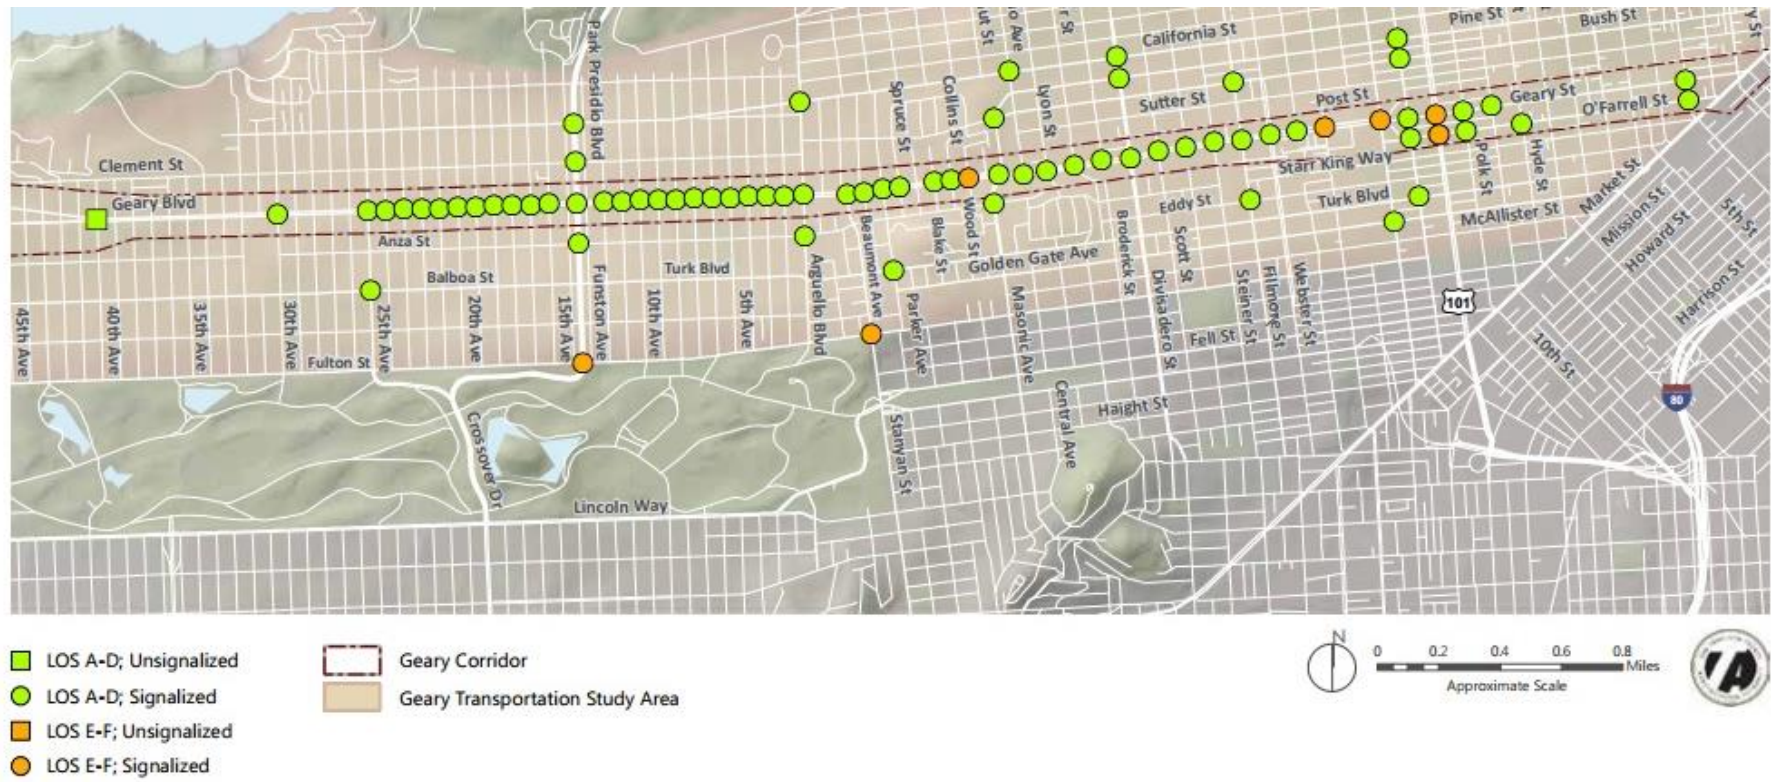 Park Presidio Blvd
ut St
California St
Pine St
Bush St
y St
Spruce St
Collins St
Lyon St
Sutter St
Post St
Geary St
O'Farrell St
Clement St
Geary Blvd
Starr King Way
Polk St
Hyde St
Market St
Mission St
Howard St
5th St
Harrison St
Anza St
Balboa St
Turk Blvd
Beaumont Ave
Blake St
Wood St
Golden Gate Ave
Broderick St
Eddy St
Scott St
Turk Blvd
McAllister St
45th Ave
40th Ave
35th Ave
30th Ave
25th Ave
20th Ave
15th Ave
Funston Ave
10th Ave
5th Ave
Arguello Blvd
Parker Ave
Masonic Ave
Divisadero St
Steiner St
Fillmore St
Webster St
101
Fulton St
Fell St
10th St
80
Crossover Dr
Stanyan St
Central Ave
Haight St
Lincoln Way
LOS A-D; Unsignalized
LOS A-D; Signalized
LOS E-F; Unsignalized
LOS E-F; Signalized
Geary Corridor
Geary Transportation Study Area
N
0 0.2 0.4 0.6 0.8
Miles
Approximate Scale